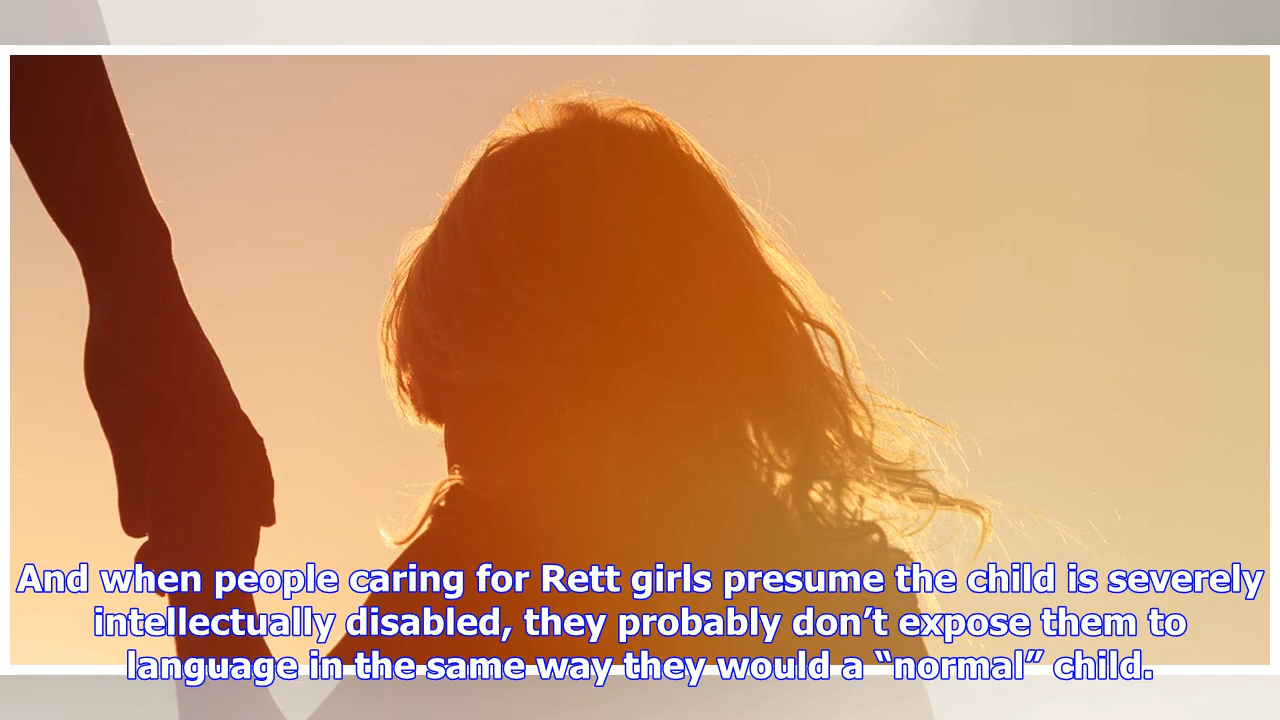 And when people caring for Rett girls presume the child is severely
intellectually disabled, they probably don’t expose them to
language in the same way they would a “normal” child.